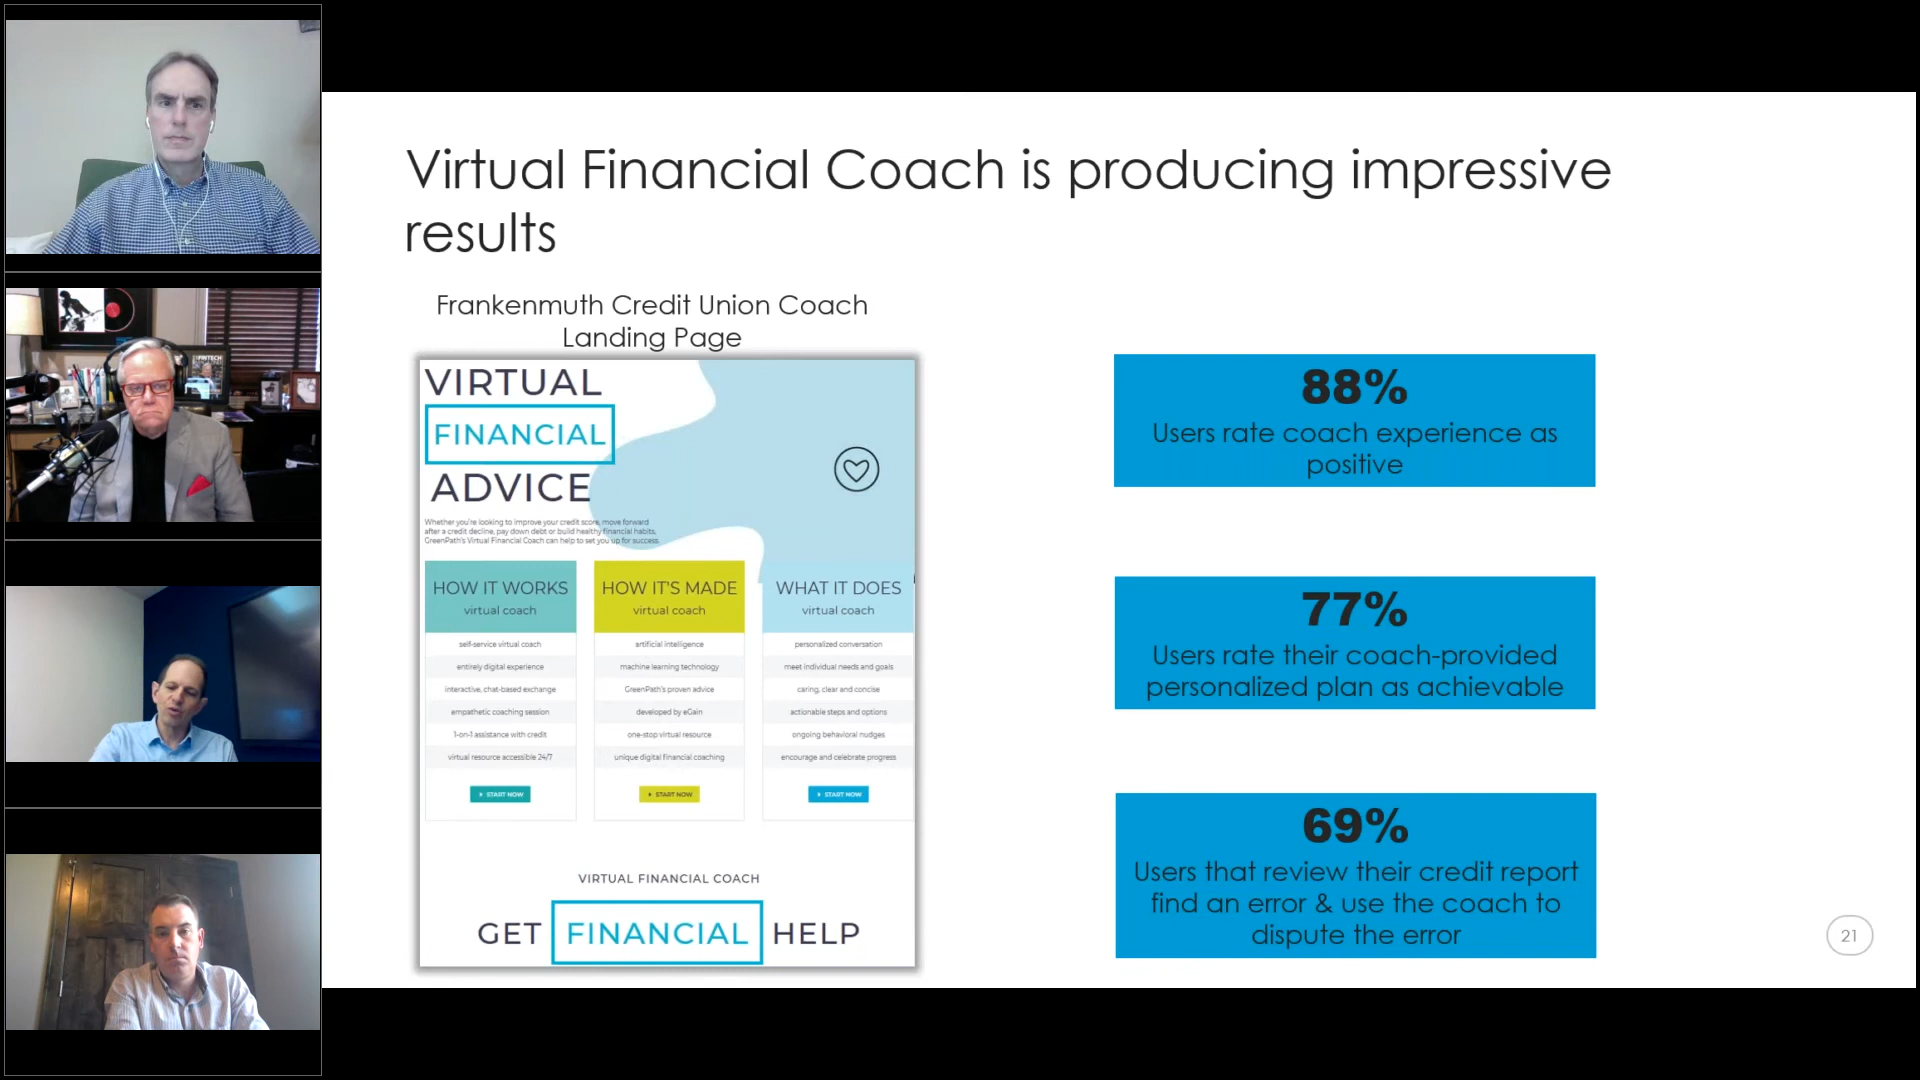 FINTECH
Virtual Financial Coach is producing impressive
results
Frankenmuth Credit Union Coach
Landing Page
VIRTUAL
FINANCIAL
ADVICE
Whether you're looking to improve your credit score, move forward
after a credit decline, pay down debt or build healthy financial habits,
GreenPath's Virtual Financial Coach can help to set you up for success.
HOW IT WORKS
virtual coach
self-service virtual coach
entirely digital experience
interactive, chat-based exchange
empathetic coaching session
1-on-1 assistance with credit
virtual resource accessible 24/7
START NOW
HOW IT'S MADE
virtual coach
artificial intelligence
machine learning technology
GreenPath's proven advice
developed by eGain
one-stop virtual resource
unique digital financial coaching
START NOW
WHAT IT DOES
virtual coach
personalized conversation
meet individual needs and goals
caring, clear and concise
actionable steps and options
ongoing behavioral nudges
encourage and celebrate progress
START NOW
VIRTUAL FINANCIAL COACH
GET FINANCIAL HELP
88%
Users rate coach experience as
positive
77%
Users rate their coach-provided
personalized plan as achievable
69%
Users that review their credit report
find an error & use the coach to
dispute the error
21